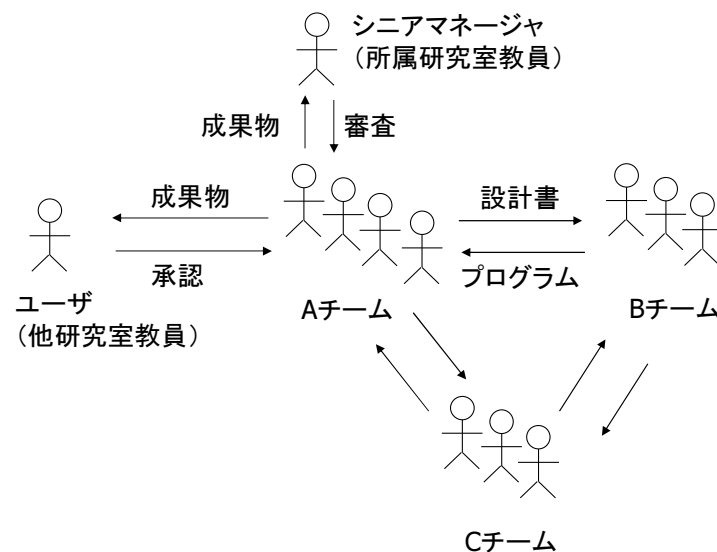 シニアマネージャ
（所属研究室教員）
成果物
審査
成果物
承認
設計書
プログラム
ユーザ
（他研究室教員）
Aチーム
Bチーム
Cチーム